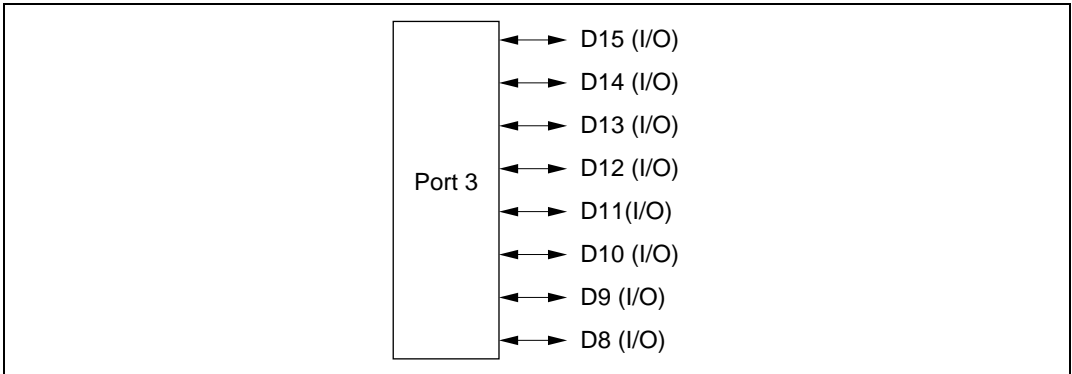 D15 (I/O)
D14 (I/O)
D13 (I/O)
D12 (I/O)
Port 3
D11(I/O)
D10 (I/O)
D9 (I/O)
D8 (I/O)